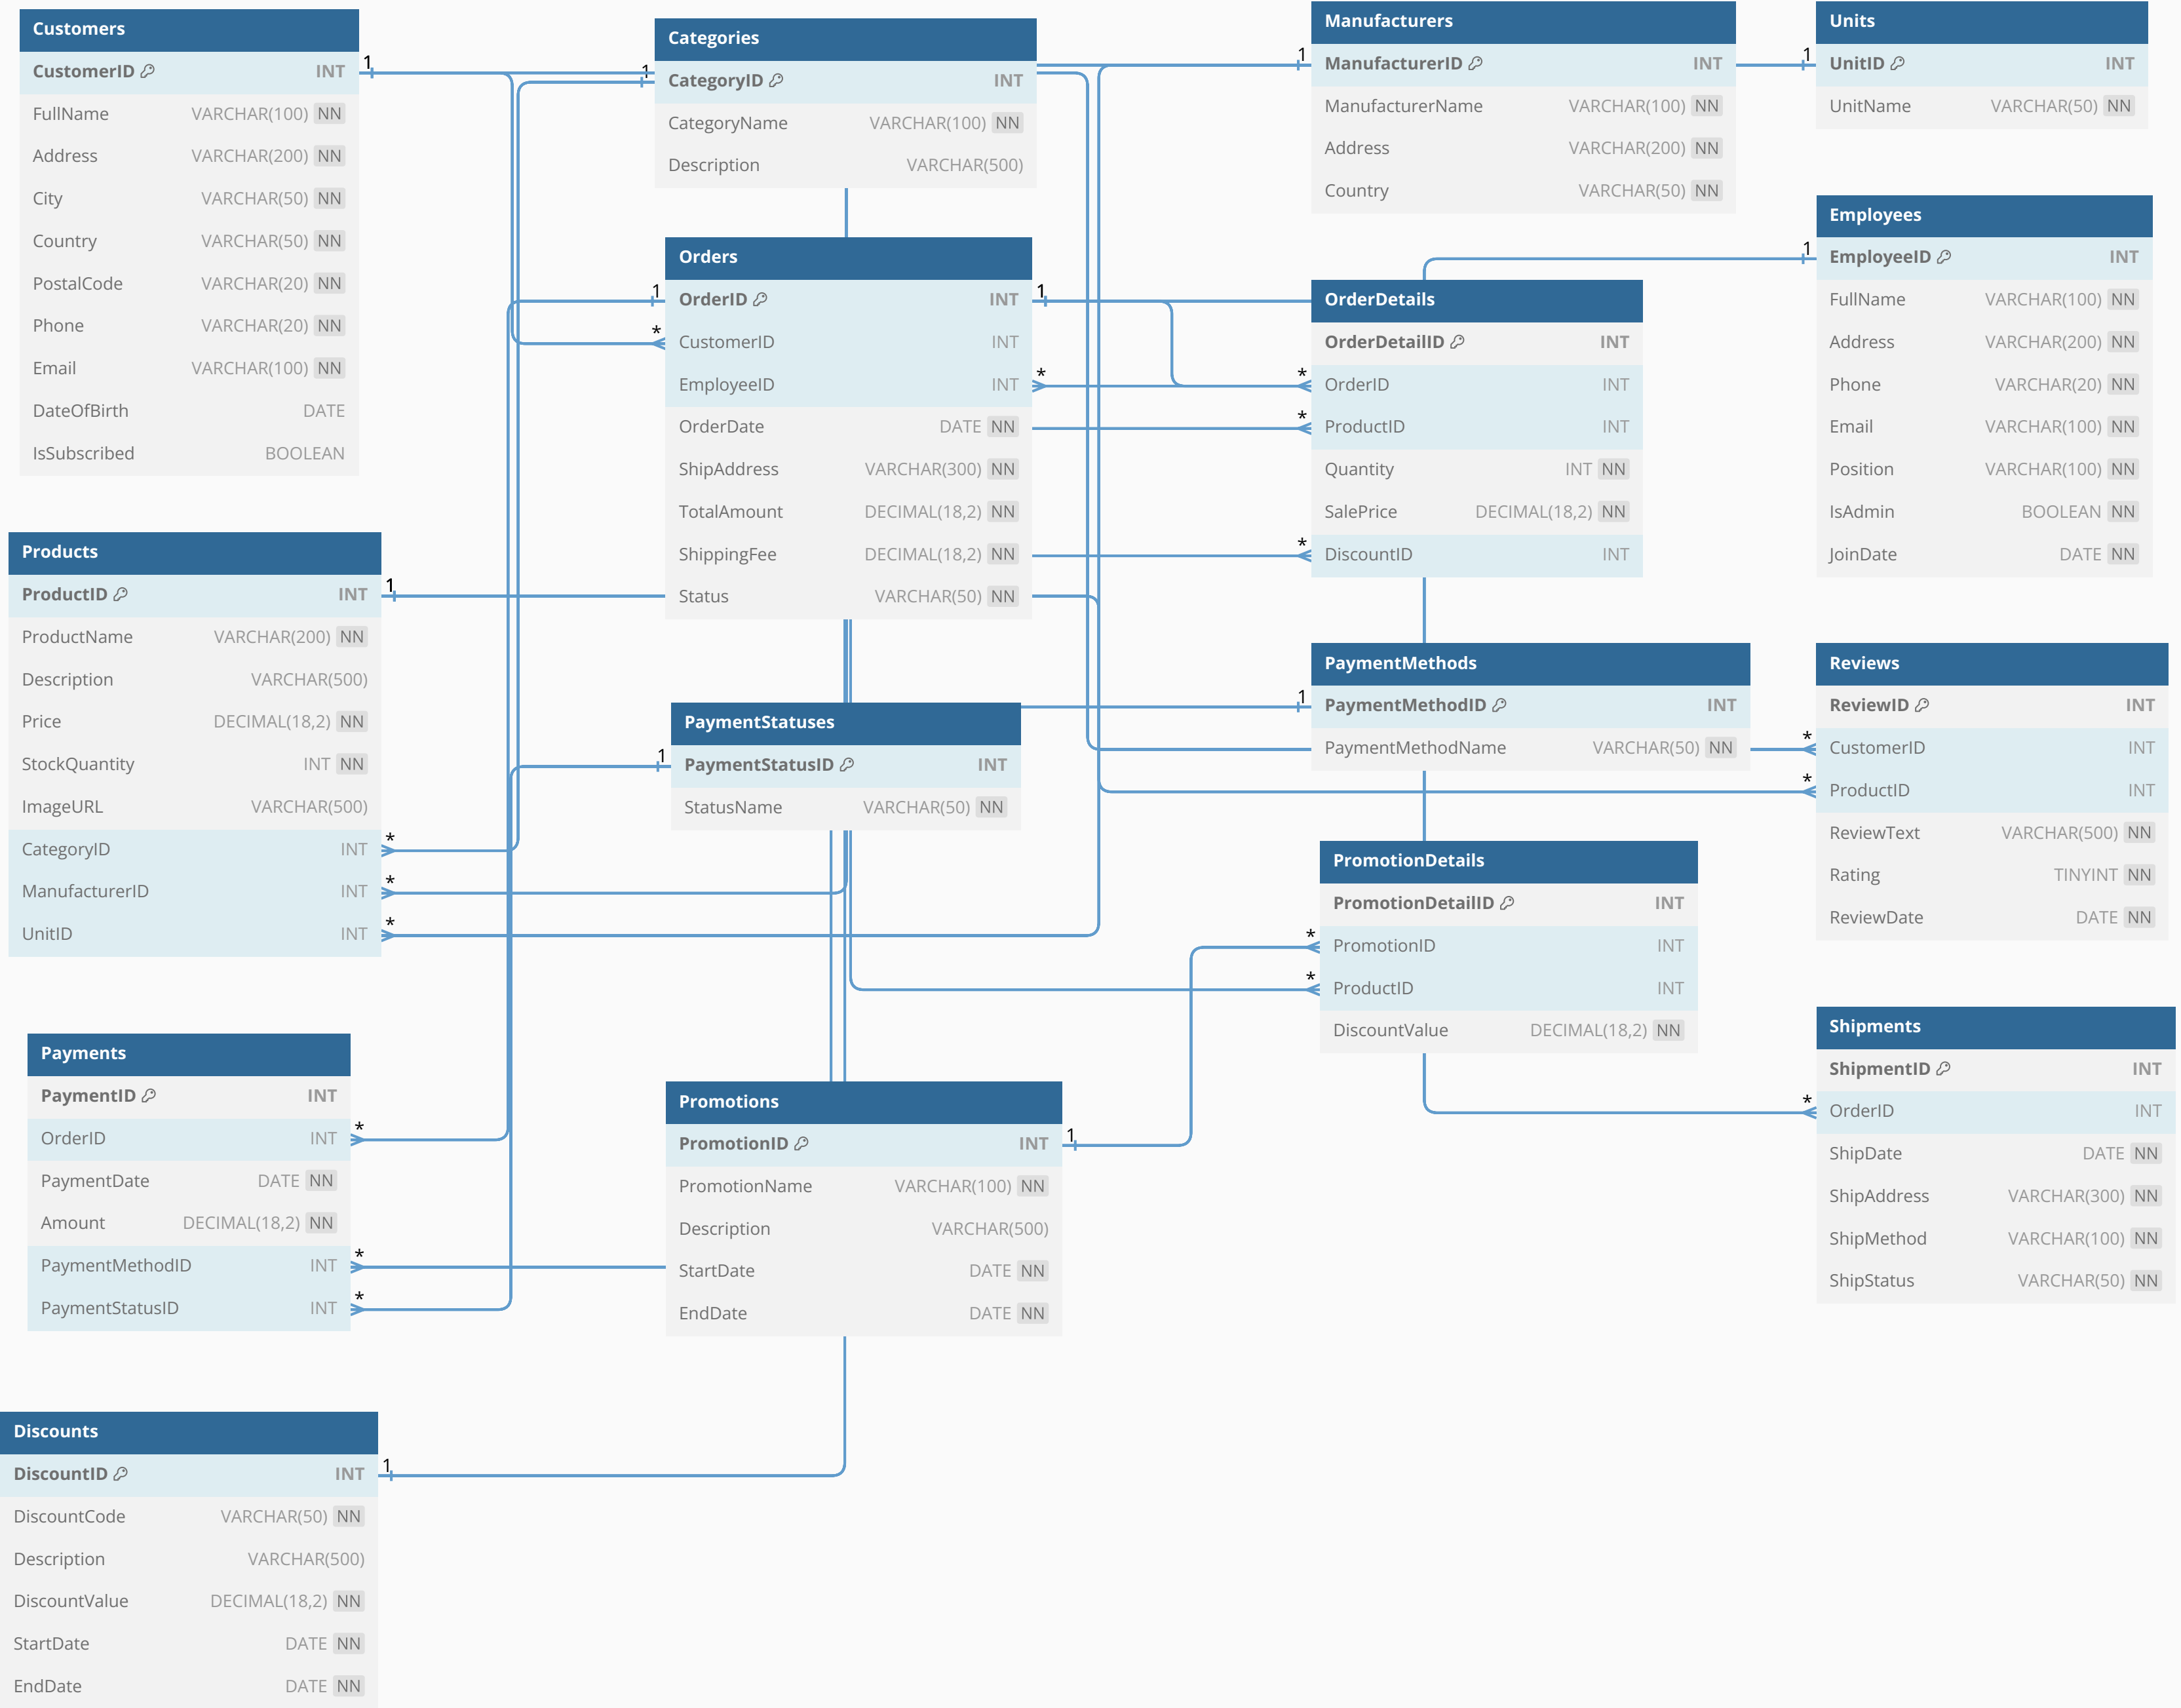 Customers
CustomerID INT
FullName VARCHAR(100) NN
Address VARCHAR(200) NN
City VARCHAR(50) NN
Country VARCHAR(50) NN
PostalCode VARCHAR(20) NN
Phone VARCHAR(20) NN
Email VARCHAR(100) NN
DateOfBirth DATE
IsSubscribed BOOLEAN
1
Categories
CategoryID INT
CategoryName VARCHAR(100) NN
Description VARCHAR(500)
1
Manufacturers
ManufacturerID INT
ManufacturerName VARCHAR(100) NN
Address VARCHAR(200) NN
Country VARCHAR(50) NN
1
Units
UnitID INT
UnitName VARCHAR(50) NN
1
Orders
OrderID INT
CustomerID INT
EmployeeID INT
OrderDate DATE NN
ShipAddress VARCHAR(300) NN
TotalAmount DECIMAL(18,2) NN
ShippingFee DECIMAL(18,2) NN
Status VARCHAR(50) NN
1
*
1
*
OrderDetails
OrderDetailID INT
OrderID INT
ProductID INT
Quantity INT NN
SalePrice DECIMAL(18,2) NN
DiscountID INT
*
*
*
Employees
EmployeeID INT
FullName VARCHAR(100) NN
Address VARCHAR(200) NN
Phone VARCHAR(20) NN
Email VARCHAR(100) NN
Position VARCHAR(100) NN
IsAdmin BOOLEAN NN
JoinDate DATE NN
1
Products
ProductID INT
ProductName VARCHAR(200) NN
Description VARCHAR(500)
Price DECIMAL(18,2) NN
StockQuantity INT NN
ImageURL VARCHAR(500)
CategoryID INT
ManufacturerID INT
UnitID INT
1
*
*
*
PaymentStatuses
PaymentStatusID INT
StatusName VARCHAR(50) NN
1
PaymentMethods
PaymentMethodID INT
PaymentMethodName VARCHAR(50) NN
1
Reviews
ReviewID INT
CustomerID INT
ProductID INT
ReviewText VARCHAR(500) NN
Rating TINYINT NN
ReviewDate DATE NN
*
*
PromotionDetails
PromotionDetailID INT
PromotionID INT
ProductID INT
DiscountValue DECIMAL(18,2) NN
*
*
Payments
PaymentID INT
OrderID INT
PaymentDate DATE NN
Amount DECIMAL(18,2) NN
PaymentMethodID INT
PaymentStatusID INT
*
*
*
Promotions
PromotionID INT
PromotionName VARCHAR(100) NN
Description VARCHAR(500)
StartDate DATE NN
EndDate DATE NN
1
Shipments
ShipmentID INT
OrderID INT
ShipDate DATE NN
ShipAddress VARCHAR(300) NN
ShipMethod VARCHAR(100) NN
ShipStatus VARCHAR(50) NN
*
Discounts
DiscountID INT
DiscountCode VARCHAR(50) NN
Description VARCHAR(500)
DiscountValue DECIMAL(18,2) NN
StartDate DATE NN
EndDate DATE NN
1